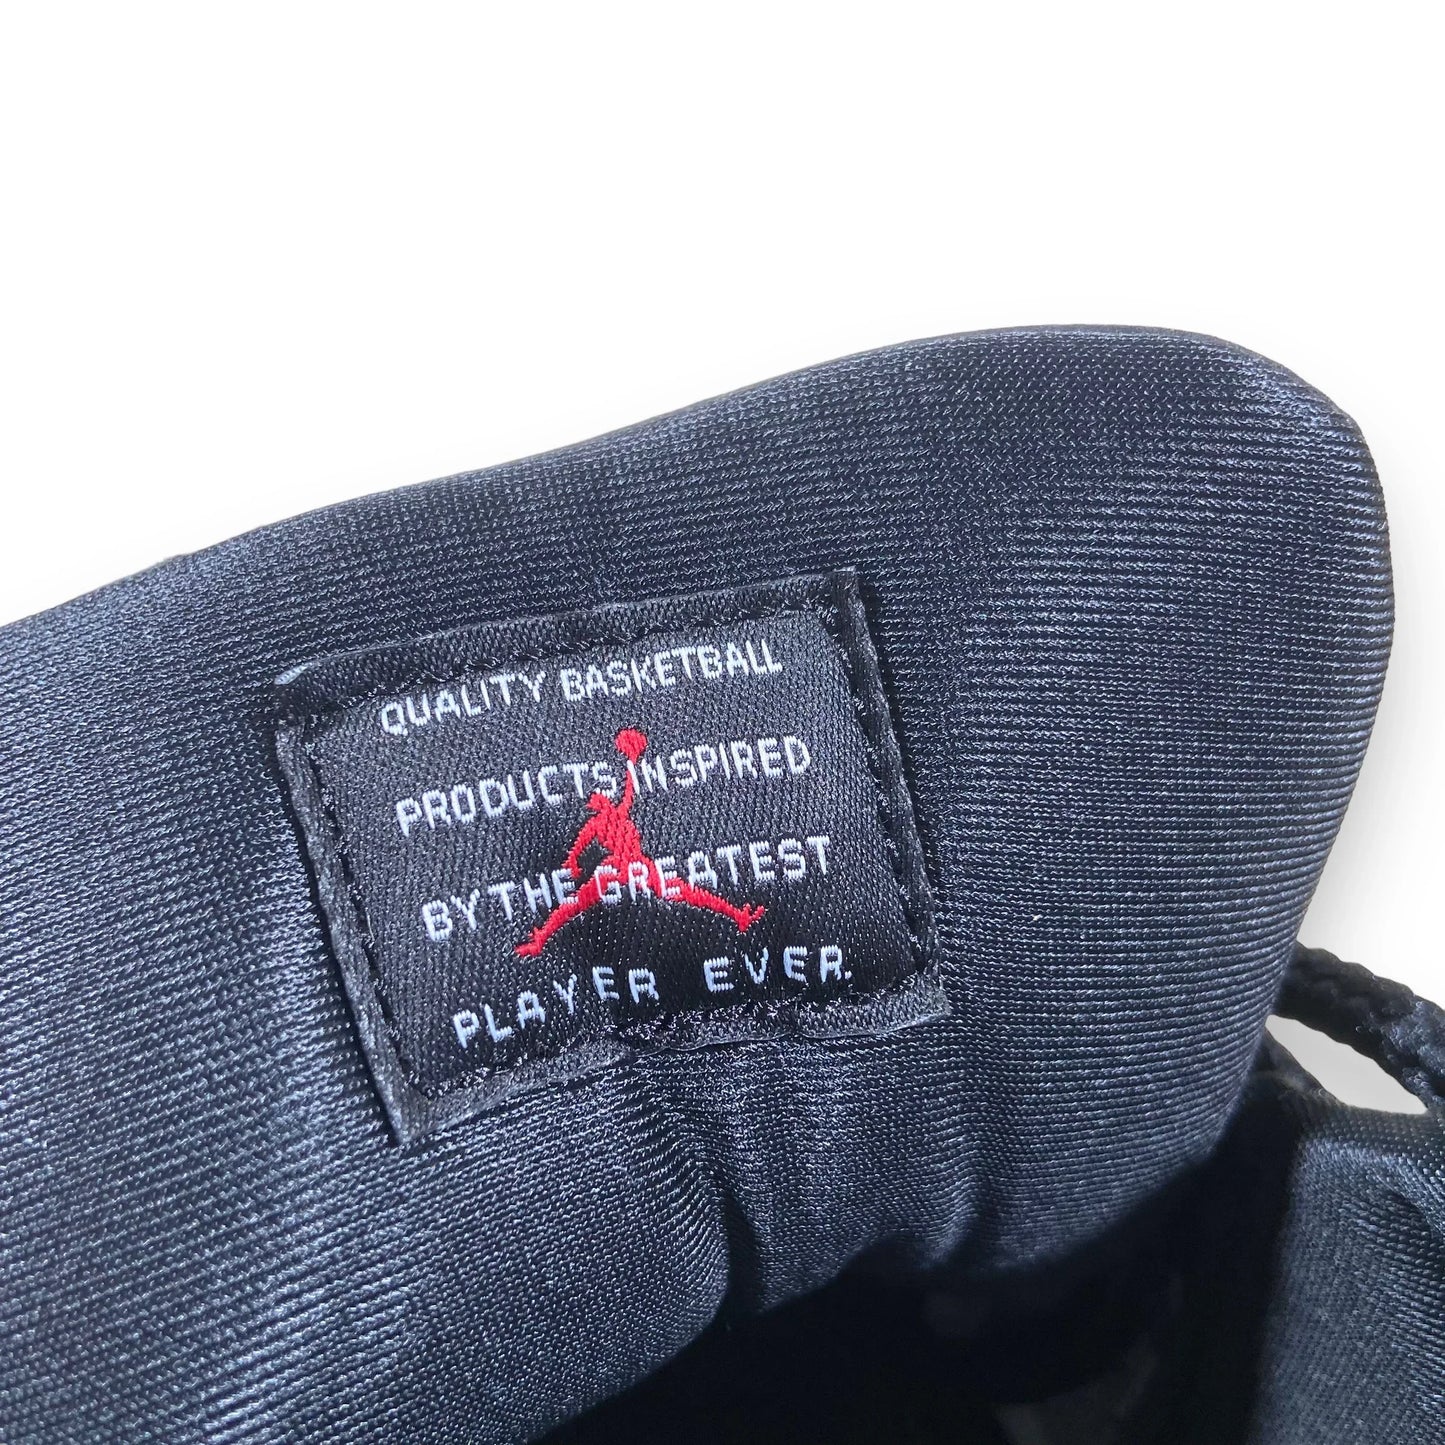 QUALITY BASKETBALL
PRODUCTS INSPIRED
BY THE GREATEST
PLAYER EVER.